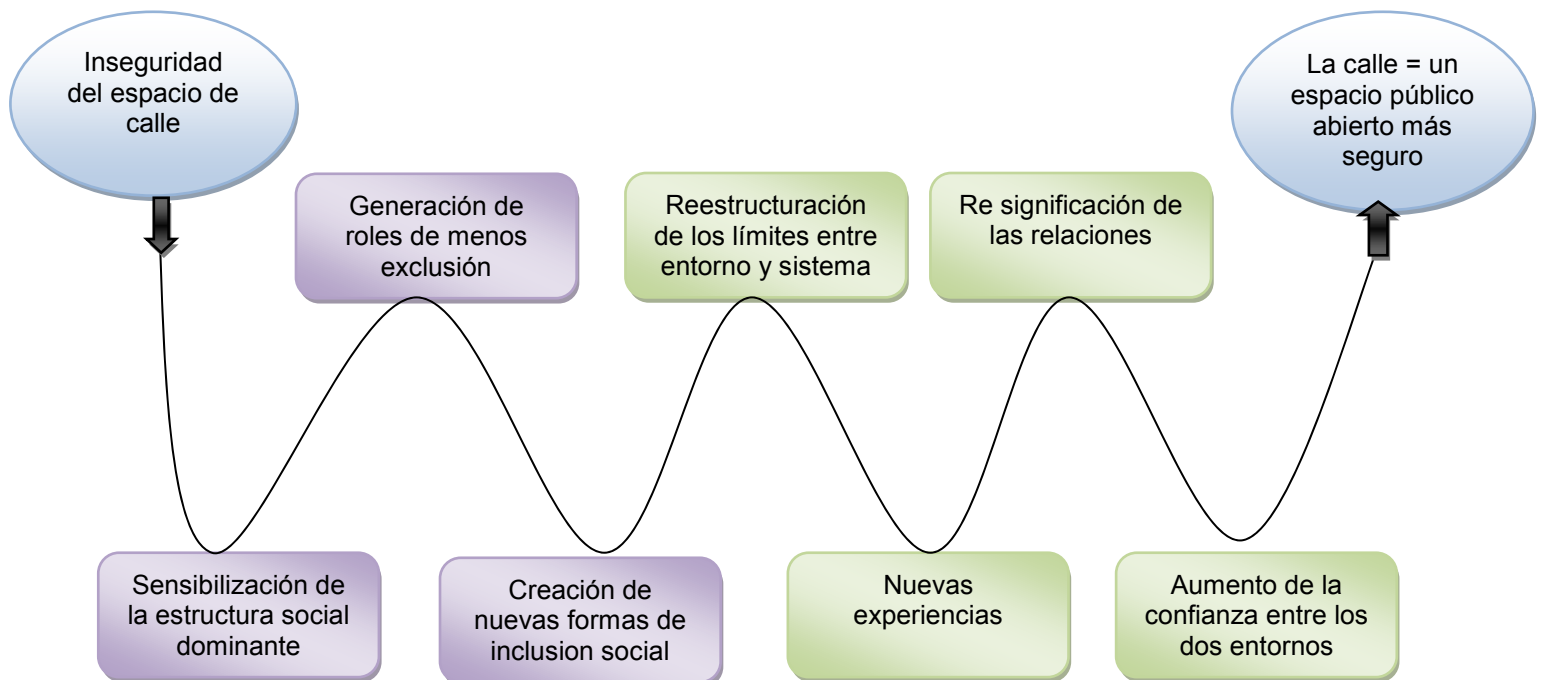 Inseguridad
del espacio de
calle
La calle = un
espacio público
abierto más
seguro
Generación de
roles de menos
exclusión
Reestructuración
de los límites entre
entorno y sistema
Re significación de
las relaciones
Sensibilización de
la estructura social
dominante
Creación de
nuevas formas de
inclusion social
Nuevas
experiencias
Aumento de la
confianza entre los
dos entornos